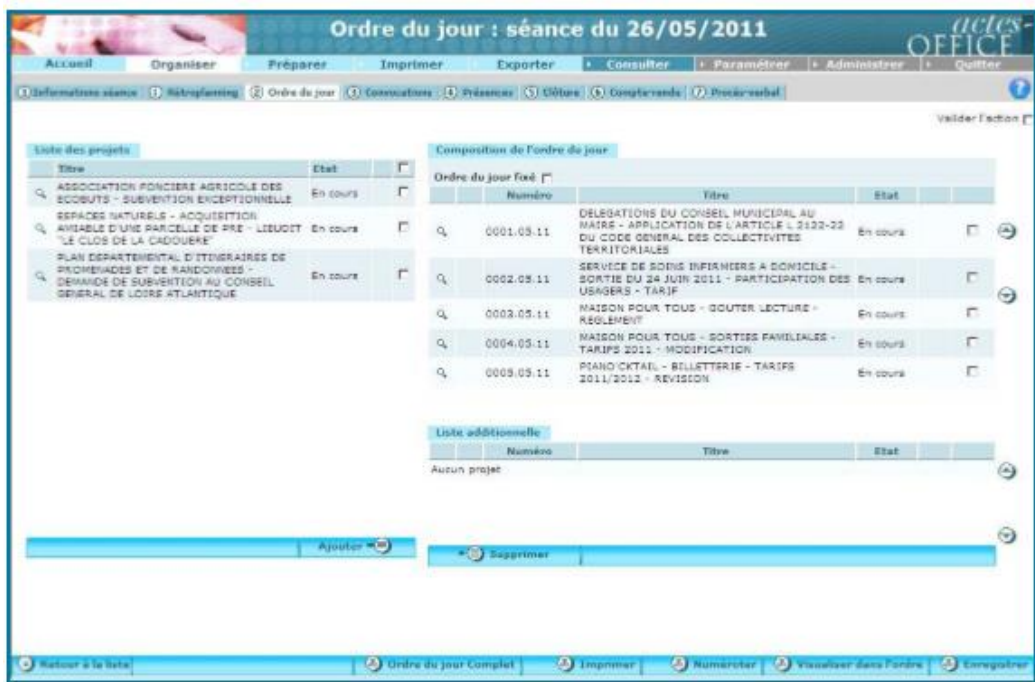 Ordre du jour : séance du 26/05/2011
actes-
OFFICE
Accueil Organiser Préparer Imprimer Exporter Consulter Paramétrer Administrer Quitter
1 Informations séance 1 Rétroplanning 2 Ordre du jour 3 Convocations 4 Présences 5 Clôture 6 Compte-rendu 7 Procès-verbal ?
Valider l'action
Liste des projets
Titre Etat
ASSOCIATION FONCIERE AGRICOLE DES
ECOBUTS - SUBVENTION EXCEPTIONNELLE
En cours
ESPACES NATURELS - ACQUISITION
AMIABLE D'UNE PARCELLE DE PRE - LIEUDIT
"LE CLOS DE LA CADOUERE"
En cours
PLAN DEPARTEMENTAL D'ITINERAIRES DE
PROMENADES ET DE RANDONNEES -
DEMANDE DE SUBVENTION AU CONSEIL
GENERAL DE LOIRE ATLANTIQUE
En cours
Ajouter
Composition de l'ordre du jour
Ordre du jour fixé
Numéro Titre Etat
0001.05.11
DELEGATIONS DU CONSEIL MUNICIPAL AU
MAIRE - APPLICATION DE L'ARTICLE L 2122-22
DU CODE GENERAL DES COLLECTIVITES
TERRITORIALES
En cours
0002.05.11
SERVICE DE SOINS INFIRMIERS A DOMICILE -
SORTIE DU 24 JUIN 2011 - PARTICIPATION DES
USAGERS - TARIF
En cours
0003.05.11
MAISON POUR TOUS - GOUTER LECTURE -
REGLEMENT
En cours
0004.05.11
MAISON POUR TOUS - SORTIES FAMILIALES -
TARIFS 2011 - MODIFICATION
En cours
0005.05.11
PIANO'CKTAIL - BILLETTERIE - TARIFS
2011/2012 - REVISION
En cours
Liste additionnelle
Numéro Titre Etat
Aucun projet
Supprimer
Retour à la liste Ordre du jour Complet Imprimer Numéroter Visualiser dans l'ordre Enregistrer